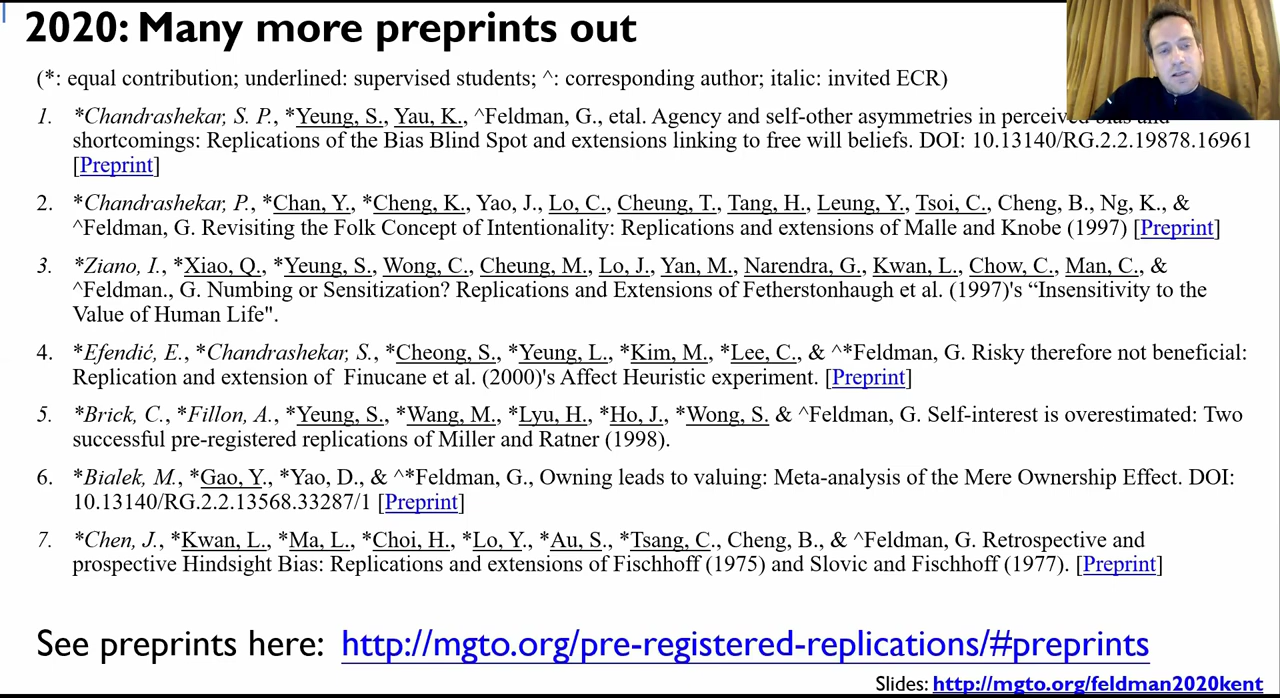 2020: Many more preprints out
(*: equal contribution; underlined: supervised students; ^: corresponding author; italic: invited ECR)
1. *Chandrashekar, S. P., *Yeung, S., Yau, K., ^Feldman, G., etal. Agency and self-other asymmetries in perceived bias and
shortcomings: Replications of the Bias Blind Spot and extensions linking to free will beliefs. DOI: 10.13140/RG.2.2.19878.16961
[Preprint]
2. *Chandrashekar, P., *Chan, Y., *Cheng, K., Yao, J., Lo, C., Cheung, T., Tang, H., Leung, Y., Tsoi, C., Cheng, B., Ng, K., &
^Feldman, G. Revisiting the Folk Concept of Intentionality: Replications and extensions of Malle and Knobe (1997) [Preprint]
3. *Ziano, I., *Xiao, Q., *Yeung, S., Wong, C., Cheung, M., Lo, J., Yan, M., Narendra, G., Kwan, L., Chow, C., Man, C., &
^Feldman., G. Numbing or Sensitization? Replications and Extensions of Fetherstonhaugh et al. (1997)'s “Insensitivity to the
Value of Human Life".
4. *Efendić, E., *Chandrashekar, S., *Cheong, S., *Yeung, L., *Kim, M., *Lee, C., & ^*Feldman, G. Risky therefore not beneficial:
Replication and extension of Finucane et al. (2000)'s Affect Heuristic experiment. [Preprint]
5. *Brick, C., *Fillon, A., *Yeung, S., *Wang, M., *Lyu, H., *Ho, J., *Wong, S. & ^Feldman, G. Self-interest is overestimated: Two
successful pre-registered replications of Miller and Ratner (1998).
6. *Bialek, M., *Gao, Y., *Yao, D., & ^*Feldman, G., Owning leads to valuing: Meta-analysis of the Mere Ownership Effect. DOI:
10.13140/RG.2.2.13568.33287/1 [Preprint]
7. *Chen, J., *Kwan, L., *Ma, L., *Choi, H., *Lo, Y., *Au, S., *Tsang, C., Cheng, B., & ^Feldman, G. Retrospective and
prospective Hindsight Bias: Replications and extensions of Fischhoff (1975) and Slovic and Fischhoff (1977). [Preprint]
See preprints here: http://mgto.org/pre-registered-replications/#preprints
Slides: http://mgto.org/feldman2020kent